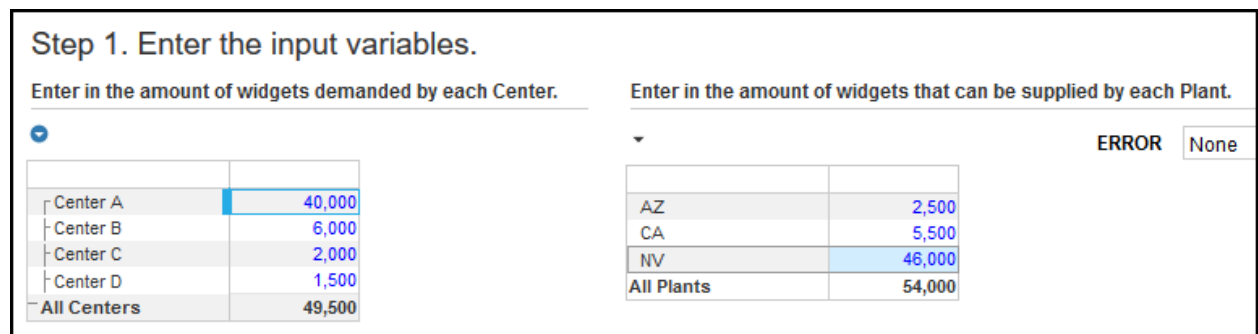 Step 1. Enter the input variables.
Enter in the amount of widgets demanded by each Center.
Center A 40,000
Center B 6,000
Center C 2,000
Center D 1,500
All Centers 49,500
Enter in the amount of widgets that can be supplied by each Plant.
ERROR None
AZ 2,500
CA 5,500
NV 46,000
All Plants 54,000